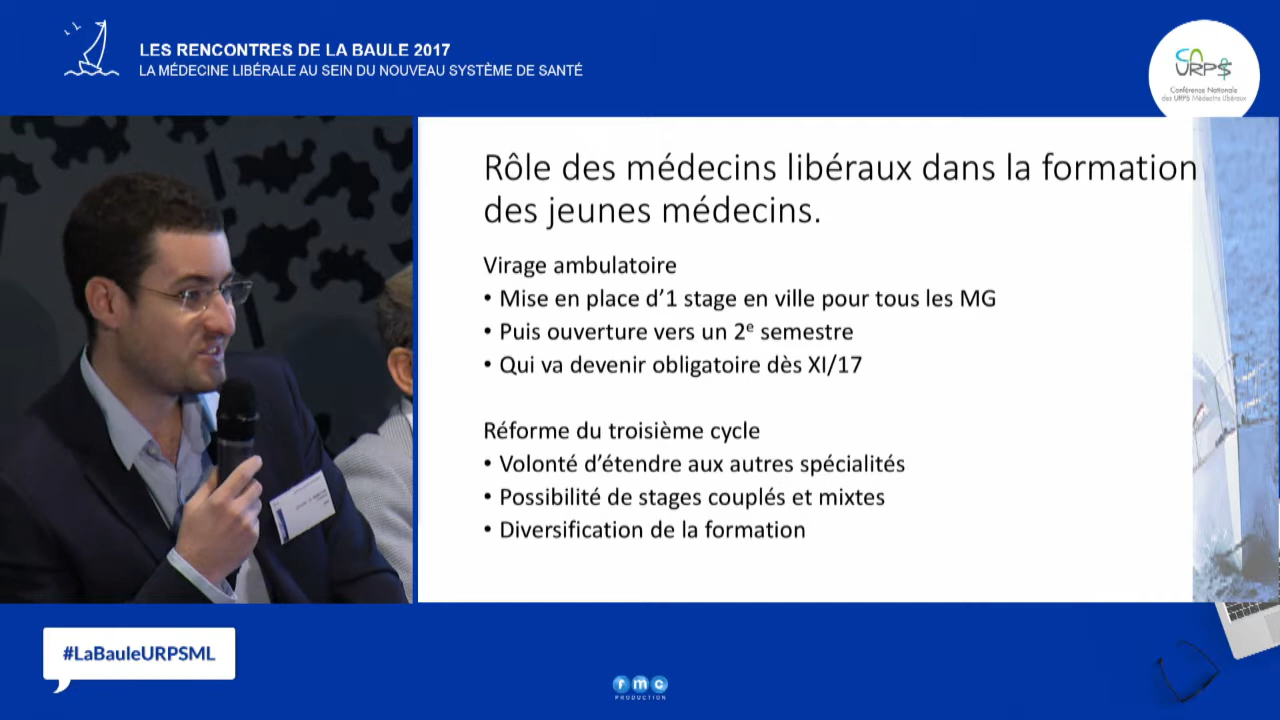 LES RENCONTRES DE LA BAULE 2017
LA MÉDECINE LIBÉRALE AU SEIN DU NOUVEAU SYSTÈME DE SANTÉ
URPS
Conférence Nationale
des URPS Médecins Libéraux
Rôle des médecins libéraux dans la formation
des jeunes médecins.
Virage ambulatoire
• Mise en place d’1 stage en ville pour tous les MG
• Puis ouverture vers un 2e semestre
• Qui va devenir obligatoire dès XI/17
Réforme du troisième cycle
• Volonté d’étendre aux autres spécialités
• Possibilité de stages couplés et mixtes
• Diversification de la formation
#LaBauleURPSML
fmc
PRODUCTION